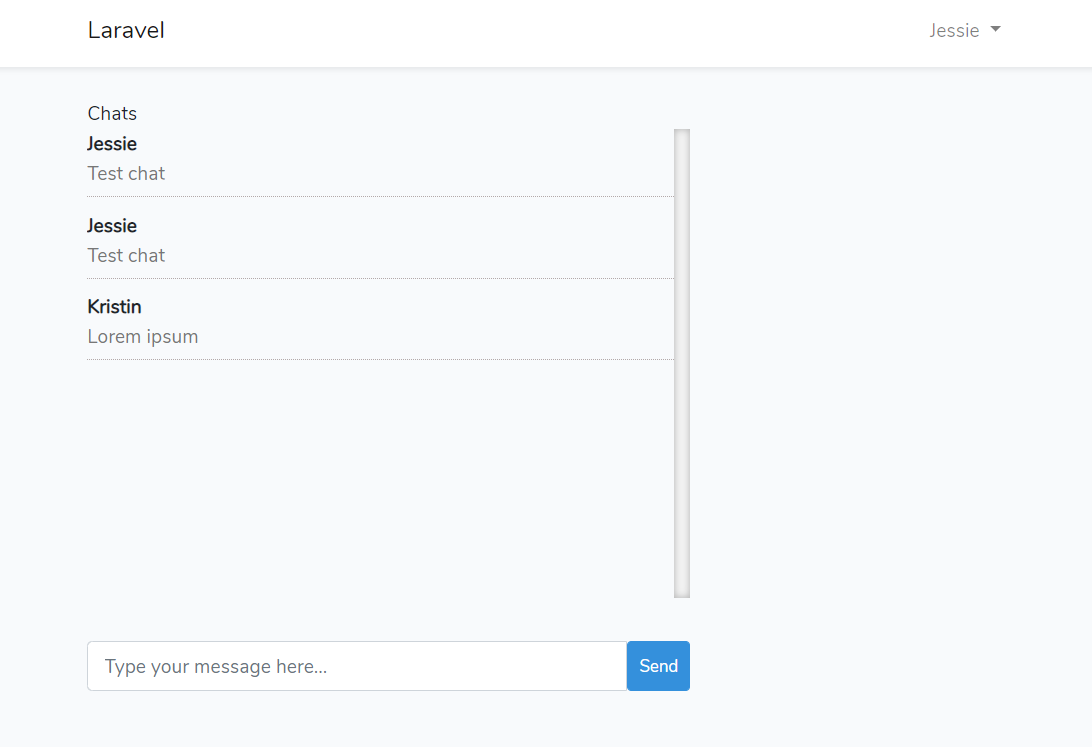 Laravel
Jessie
Chats
Jessie
Test chat
Jessie
Test chat
Kristin
Lorem ipsum
Type your message here...
Send